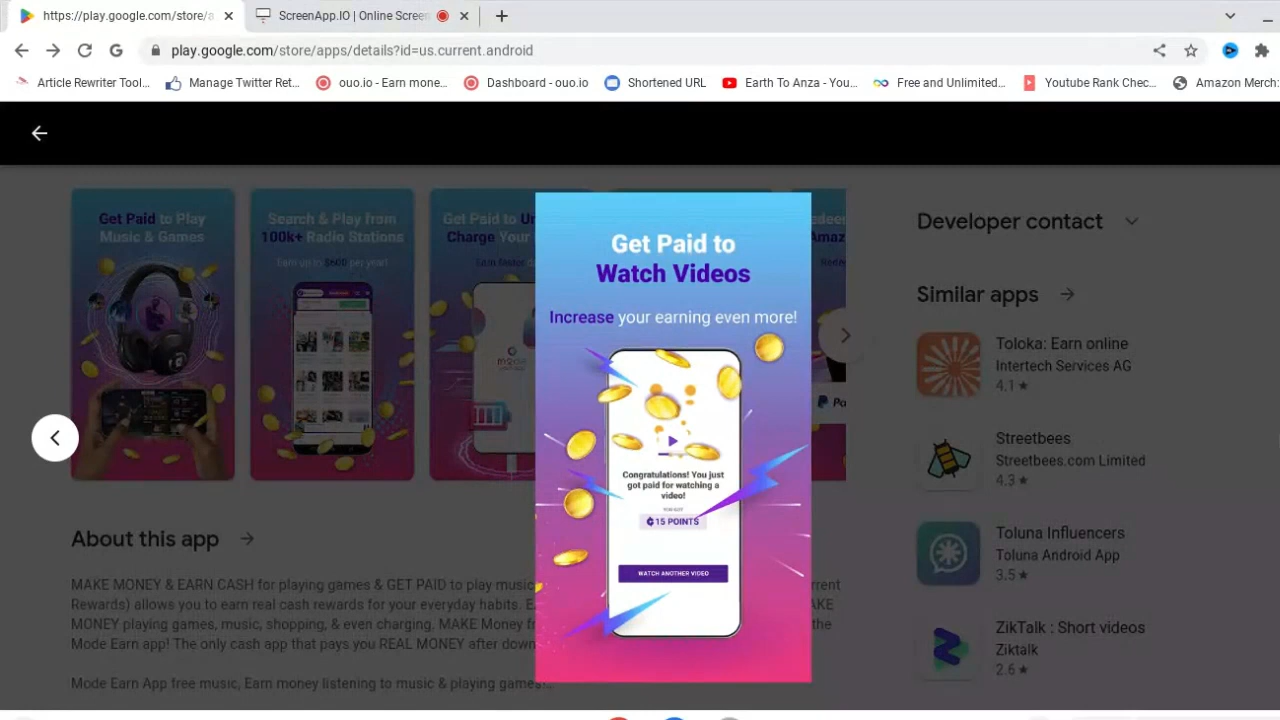 https://play.google.com/store/a
ScreenApp.IO | Online Screen
play.google.com/store/apps/details?id=us.current.android
Article Rewriter Tool...
Manage Twitter Ret...
ouo.io - Earn mone...
Dashboard - ouo.io
Shortened URL
Earth To Anza - You...
Free and Unlimited...
Youtube Rank Chec...
Amazon Merch:
Get Paid to Play
Music & Games
Search & Play from
100k+ Radio Stations
Earn up to $600 per year!
Get Paid to
Charge Your
Get Paid to
Watch Videos
Increase your earning even more!
Congratulations! You just
got paid for watching a
video!
YOU GOT
15 POINTS
WATCH ANOTHER VIDEO
Developer contact
Similar apps
Toloka: Earn online
Intertech Services AG
4.1 ★
Streetbees
Streetbees.com Limited
4.3 ★
Toluna Influencers
Toluna Android App
3.5 ★
ZikTalk : Short videos
Ziktalk
2.6 ★
About this app
MAKE MONEY & EARN CASH for playing games & GET PAID to play music
Rewards) allows you to earn real cash rewards for your everyday habits.
MONEY playing games, music, shopping, & even charging. MAKE Money
Mode Earn app! The only cash app that pays you REAL MONEY after
Mode Earn App free music, Earn money listening to music & playing games!...